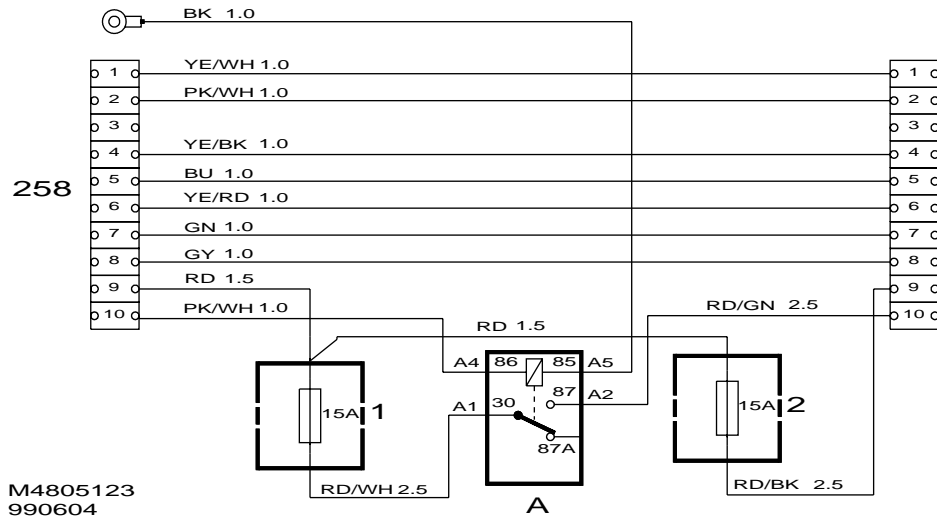 BK 1.0
1 YE/WH 1.0 1
2 PK/WH 1.0 2
3 3
4 YE/BK 1.0 4
258 5 BU 1.0 5
6 YE/RD 1.0 6
7 GN 1.0 7
8 GY 1.0 8
9 RD 1.5 9
10 PK/WH 1.0 RD/GN 2.5 10
RD 1.5
A4 86 85 A5
87 A2
15A 1 A1 30 15A 2
87A
RD/WH 2.5 RD/BK 2.5
M4805123
990604 A